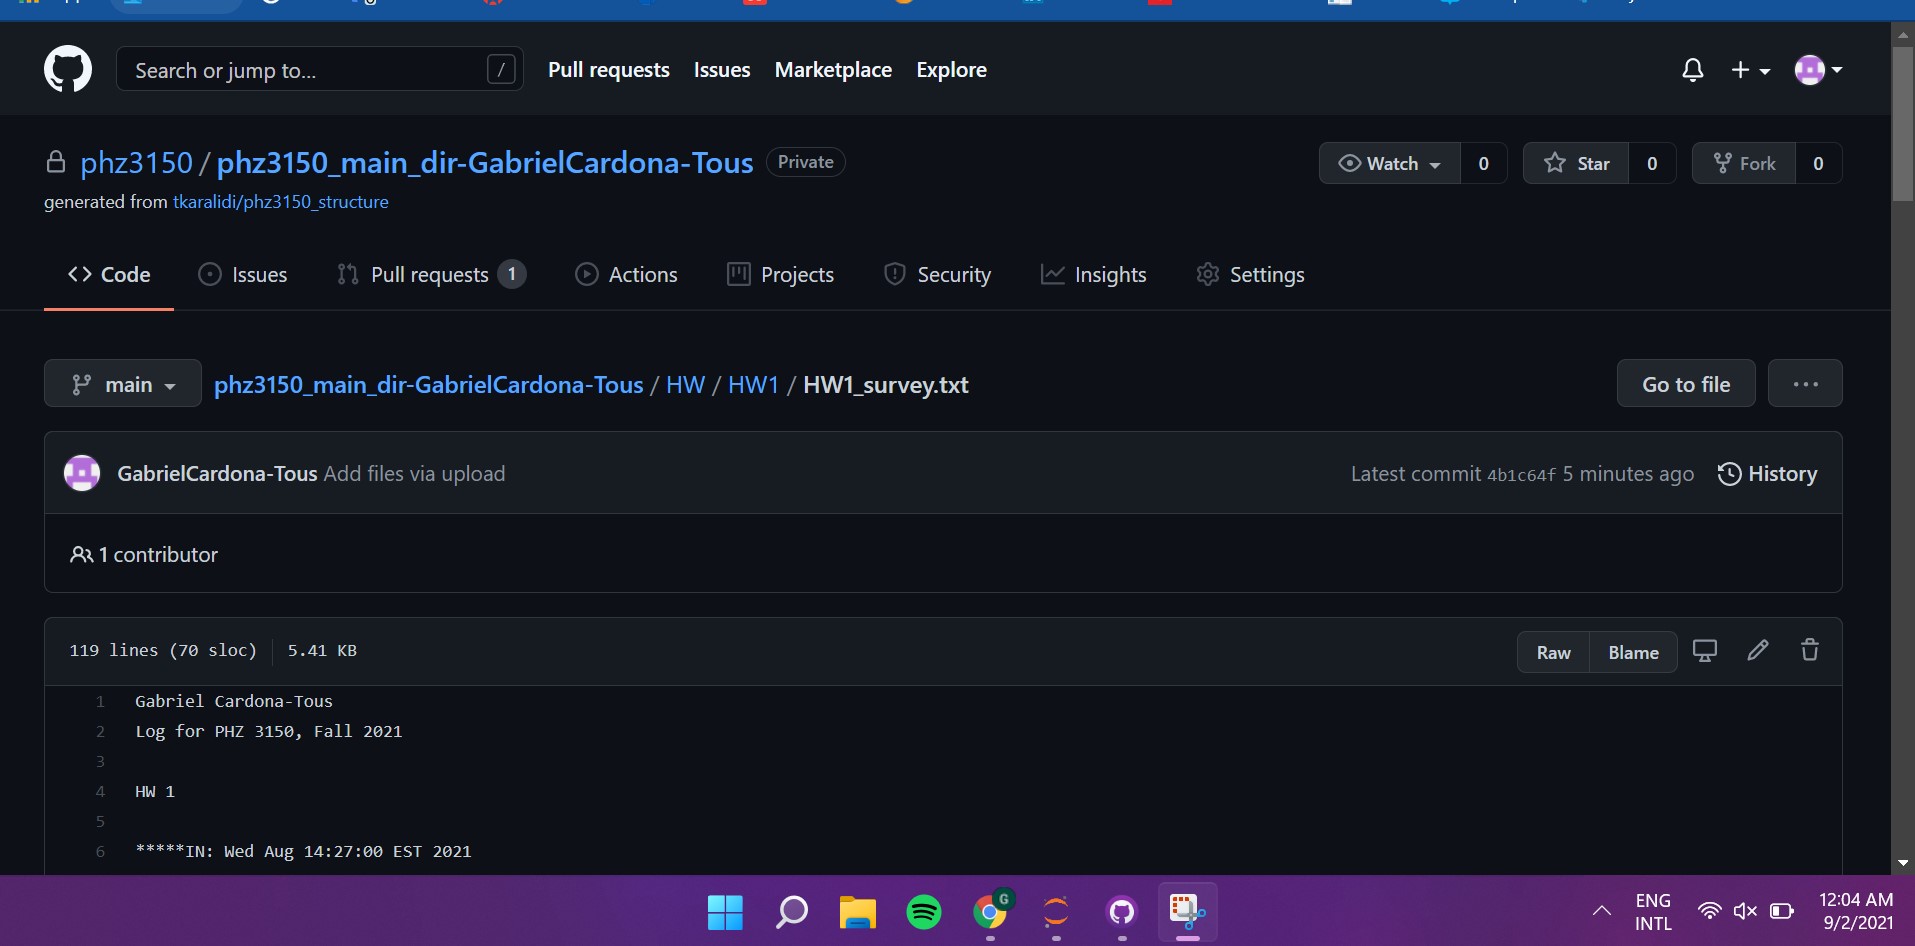 Search or jump to... /
Pull requests Issues Marketplace Explore
phz3150 / phz3150_main_dir-GabrielCardona-Tous Private
Watch 0 Star 0 Fork 0
generated from tkaralidi/phz3150_structure
Code Issues Pull requests 1 Actions Projects Security Insights Settings
main phz3150_main_dir-GabrielCardona-Tous / HW / HW1 / HW1_survey.txt Go to file ...
GabrielCardona-Tous Add files via upload Latest commit 4b1c64f 5 minutes ago History
1 contributor
119 lines (70 sloc) 5.41 KB Raw Blame
1 Gabriel Cardona-Tous
2 Log for PHZ 3150, Fall 2021
3
4 HW 1
5
6 *****IN: Wed Aug 14:27:00 EST 2021
G
ENG
INTL
12:04 AM
9/2/2021